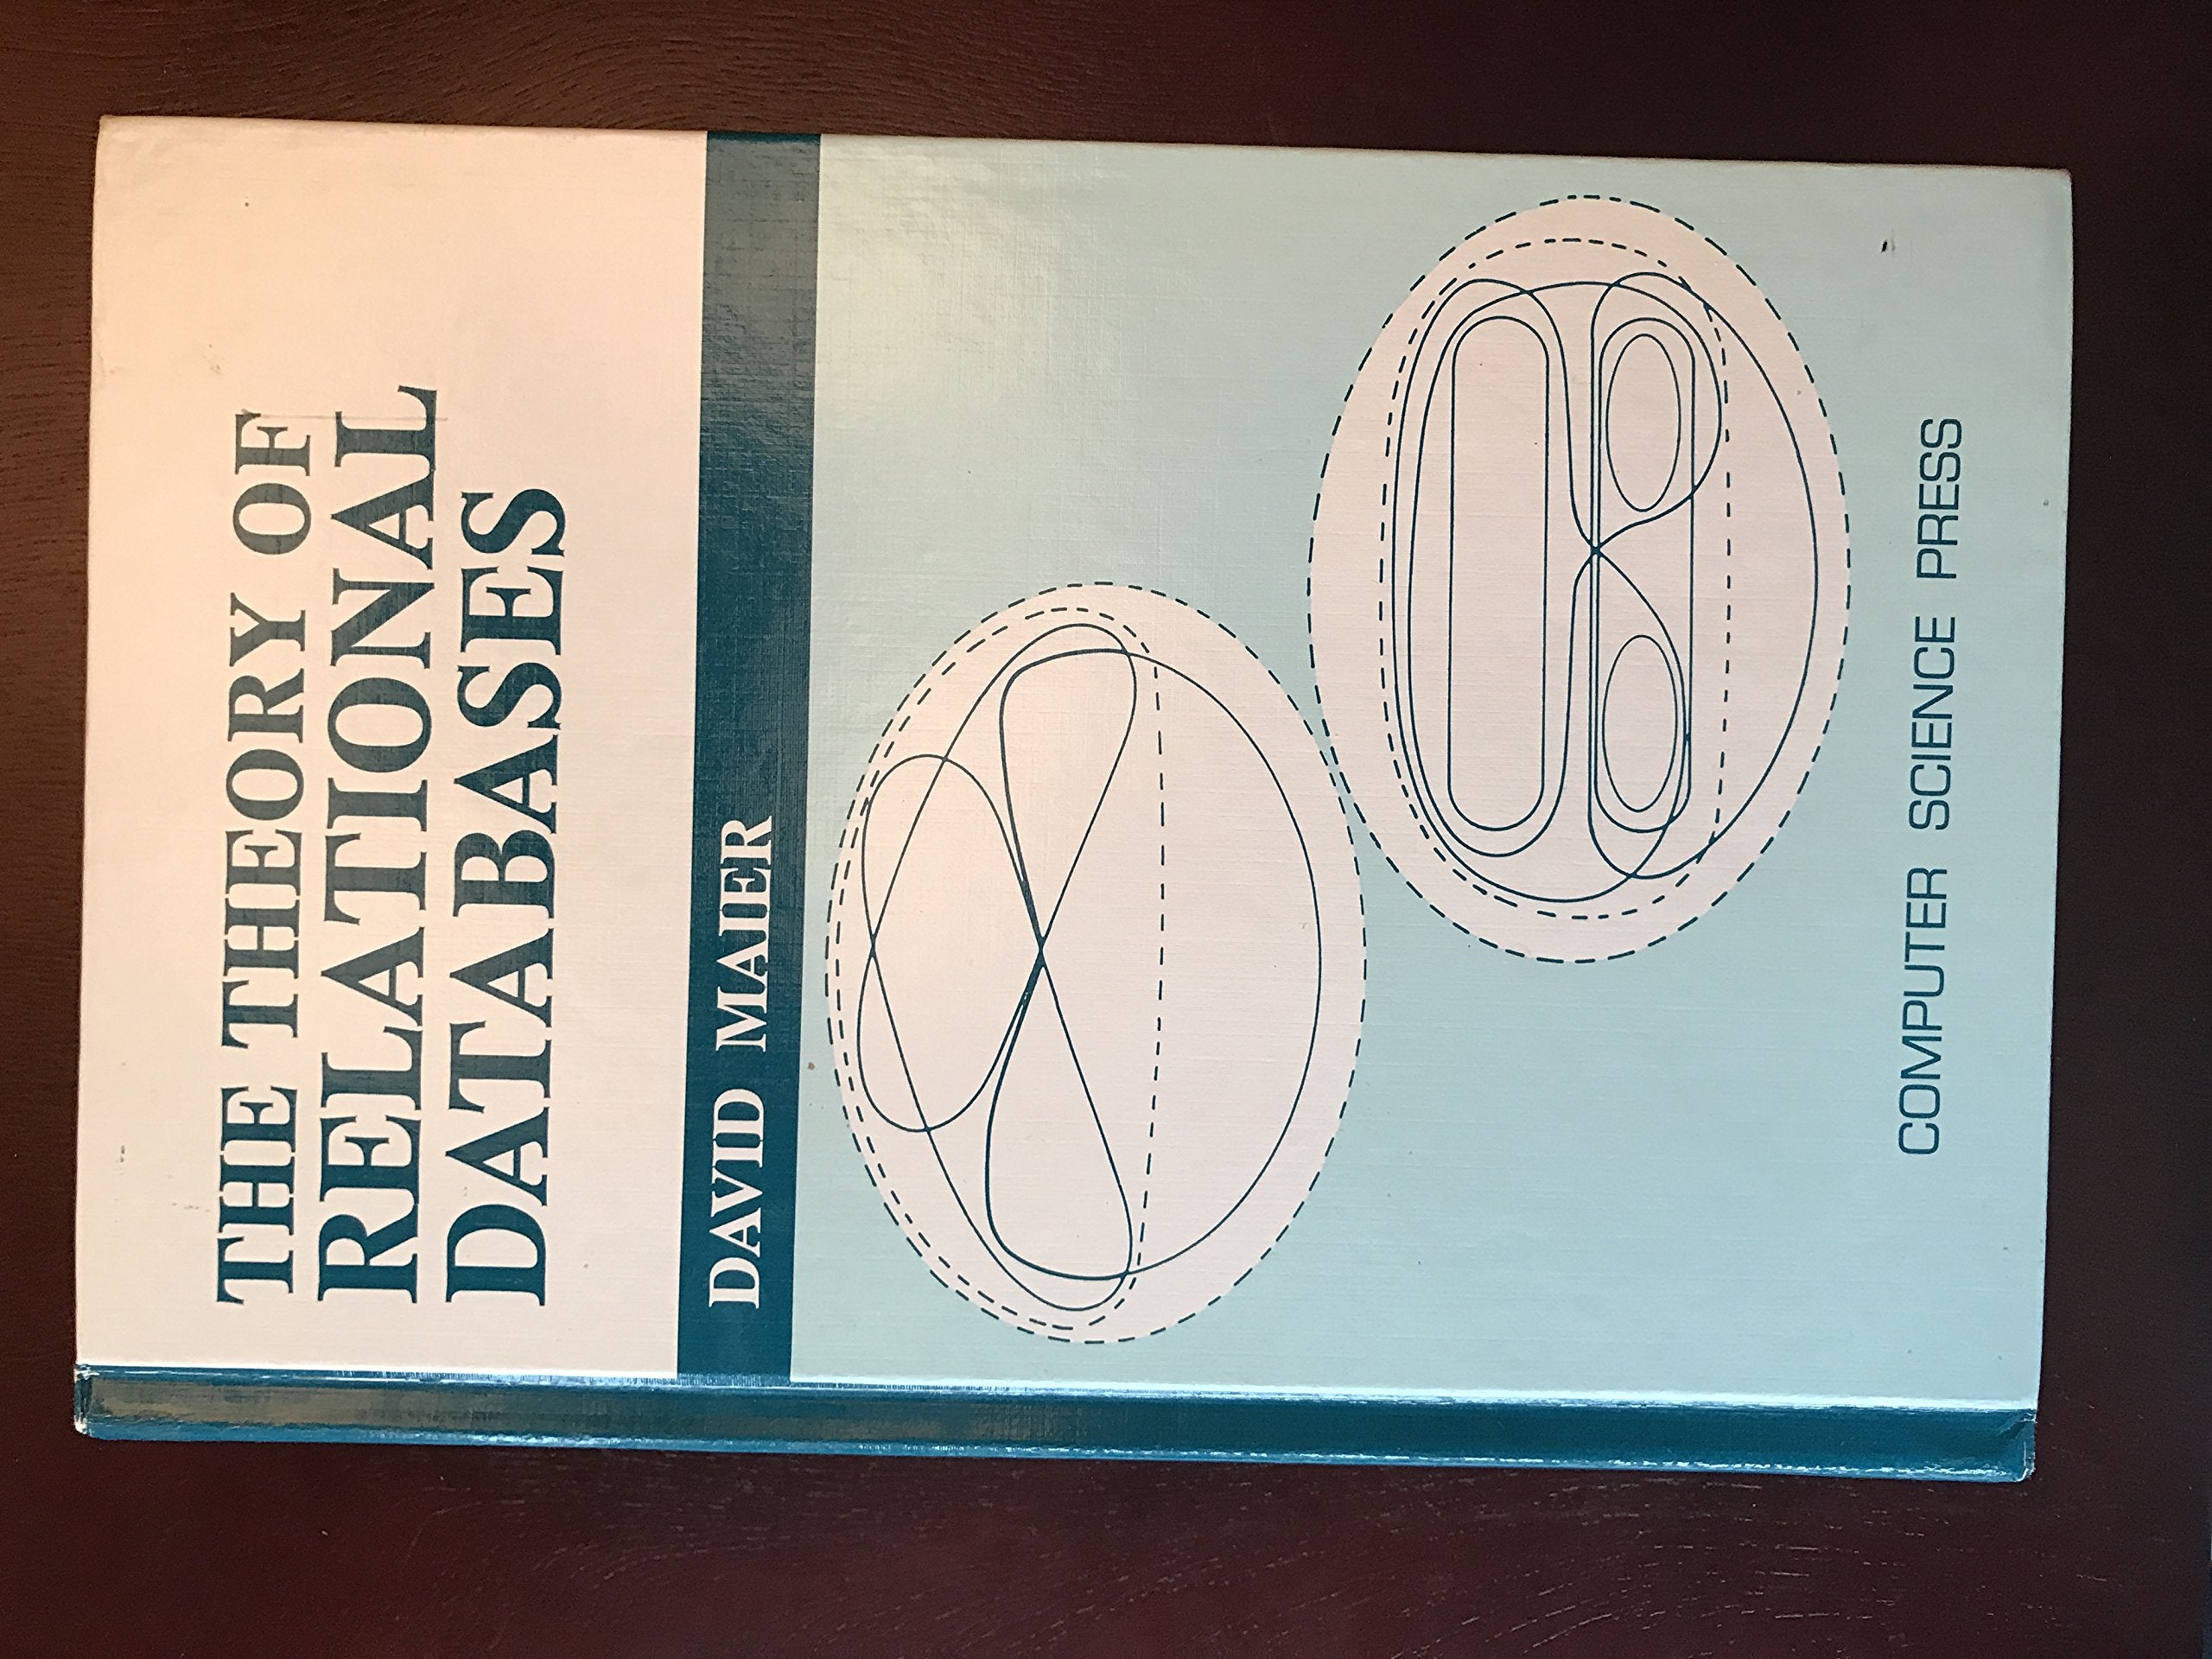 THE THEORY OF
RELATIONAL
DATABASES
DAVID MAIER
COMPUTER SCIENCE PRESS